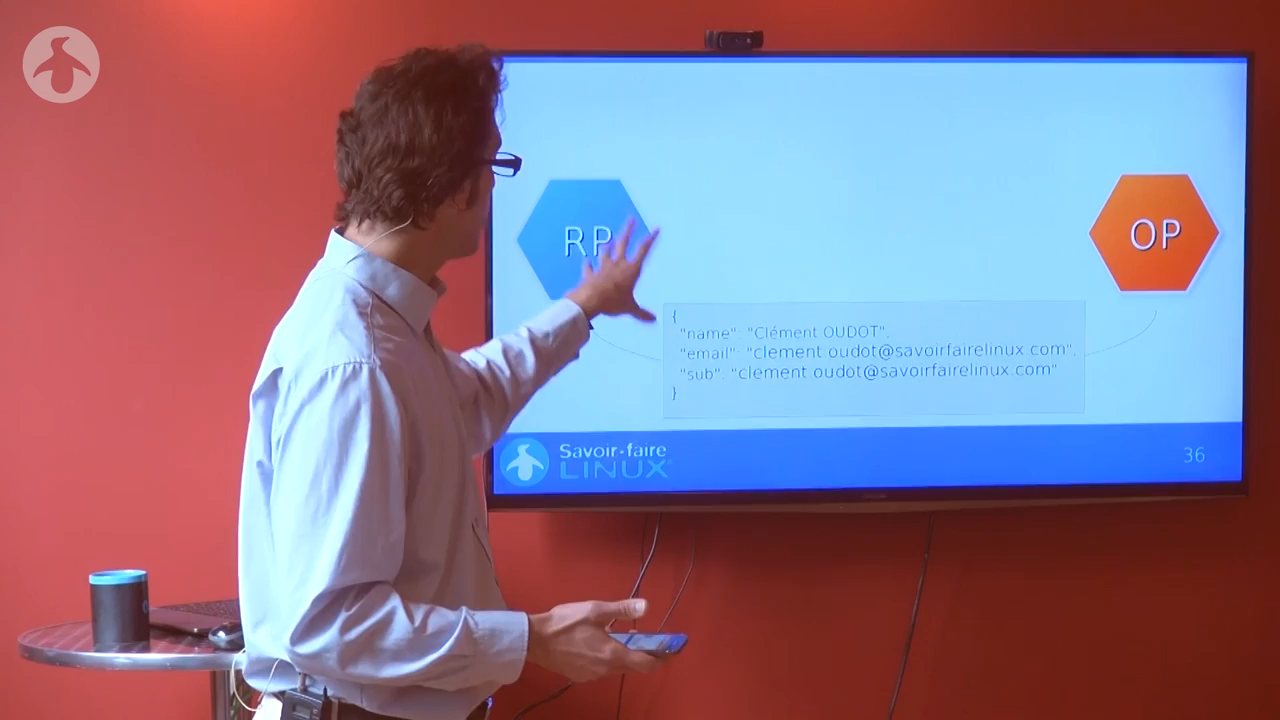 RP
OP
{
"name": "Clément OUDOT",
"email": "clement.oudot@savoirfairelinux.com",
"sub": "clement.oudot@savoirfairelinux.com"
}
Savoir-faire
LINUX
36